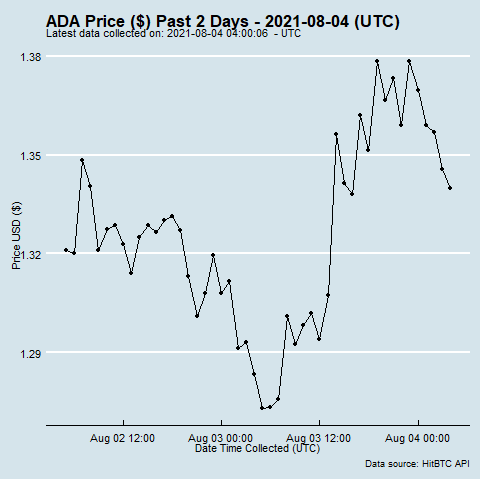 ADA Price ($) Past 2 Days - 2021-08-04 (UTC)
Latest data collected on: 2021-08-04 04:00:06  - UTC
1.38
1.35
1.32
1.29
Price USD ($)
Aug 02 12:00
Aug 03 00:00
Aug 03 12:00
Aug 04 00:00
Date Time Collected (UTC)
Data source: HitBTC API